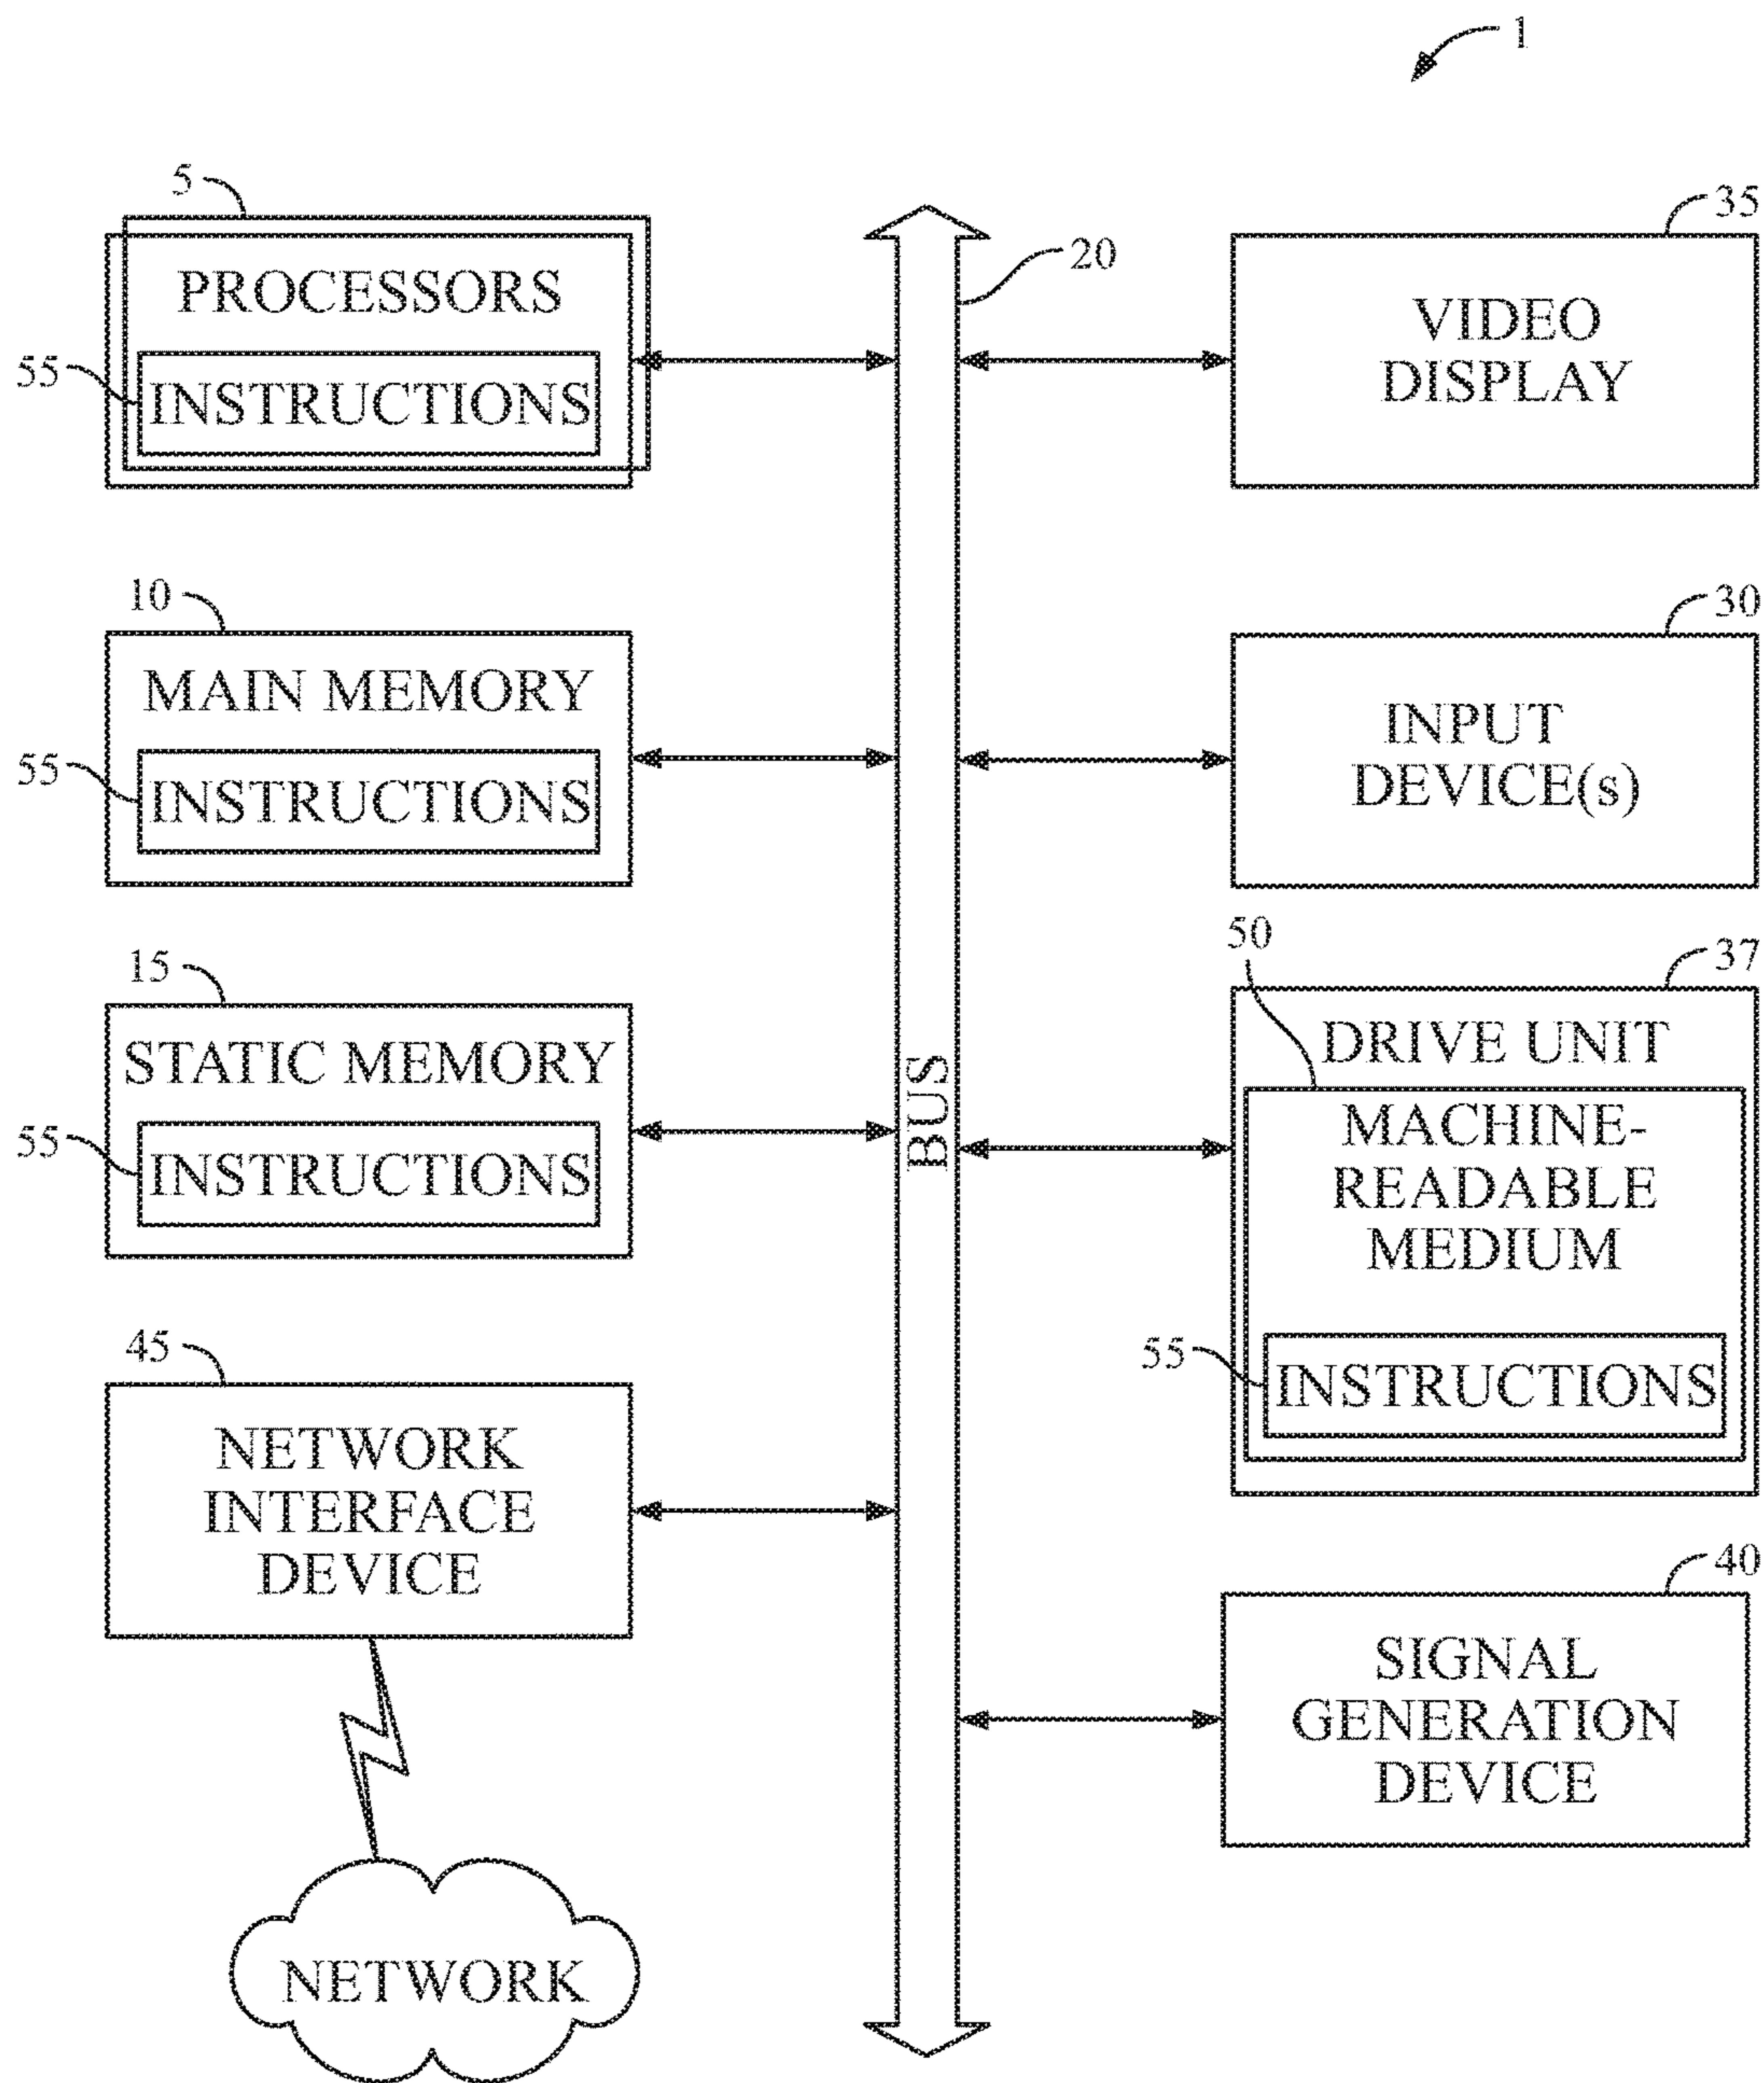 1
5
PROCESSORS
55
INSTRUCTIONS
10
MAIN MEMORY
55
INSTRUCTIONS
15
STATIC MEMORY
55
INSTRUCTIONS
45
NETWORK
INTERFACE
DEVICE
NETWORK
20
BUS
35
VIDEO
DISPLAY
30
INPUT
DEVICE(s)
50
37
DRIVE UNIT
MACHINE-
READABLE
MEDIUM
55
INSTRUCTIONS
40
SIGNAL
GENERATION
DEVICE